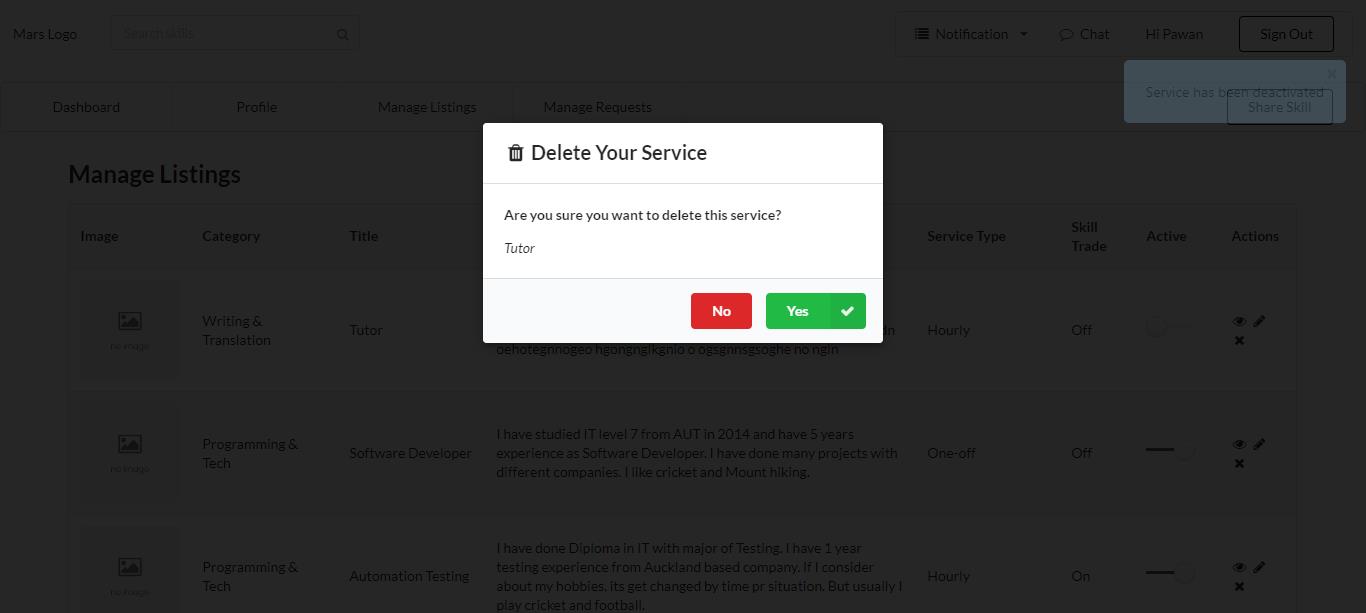 Mars Logo
Search skills
Notification
Chat
Hi Pawan
Sign Out
Dashboard
Profile
Manage Listings
Manage Requests
Service has been deactivated
Share Skill
Delete Your Service
Are you sure you want to delete this service?
Tutor
No
Yes
Manage Listings
Image
Category
Title
Service Type
Skill
Trade
Active
Actions
no image
Writing &
Translation
Tutor
oehotegnnogeo hgongnglkgnio o ogsgnnsgsoghe no ngin
Hourly
Off
no image
Programming &
Tech
Software Developer
I have studied IT level 7 from AUT in 2014 and have 5 years
experience as Software Developer. I have done many projects with
different companies. I like cricket and Mount hiking.
One-off
Off
no image
Programming &
Tech
Automation Testing
I have done Diploma in IT with major of Testing. I have 1 year
testing experience from Auckland based company. If I consider
about my hobbies, its get changed by time pr situation. But usually I
play cricket and football.
Hourly
On